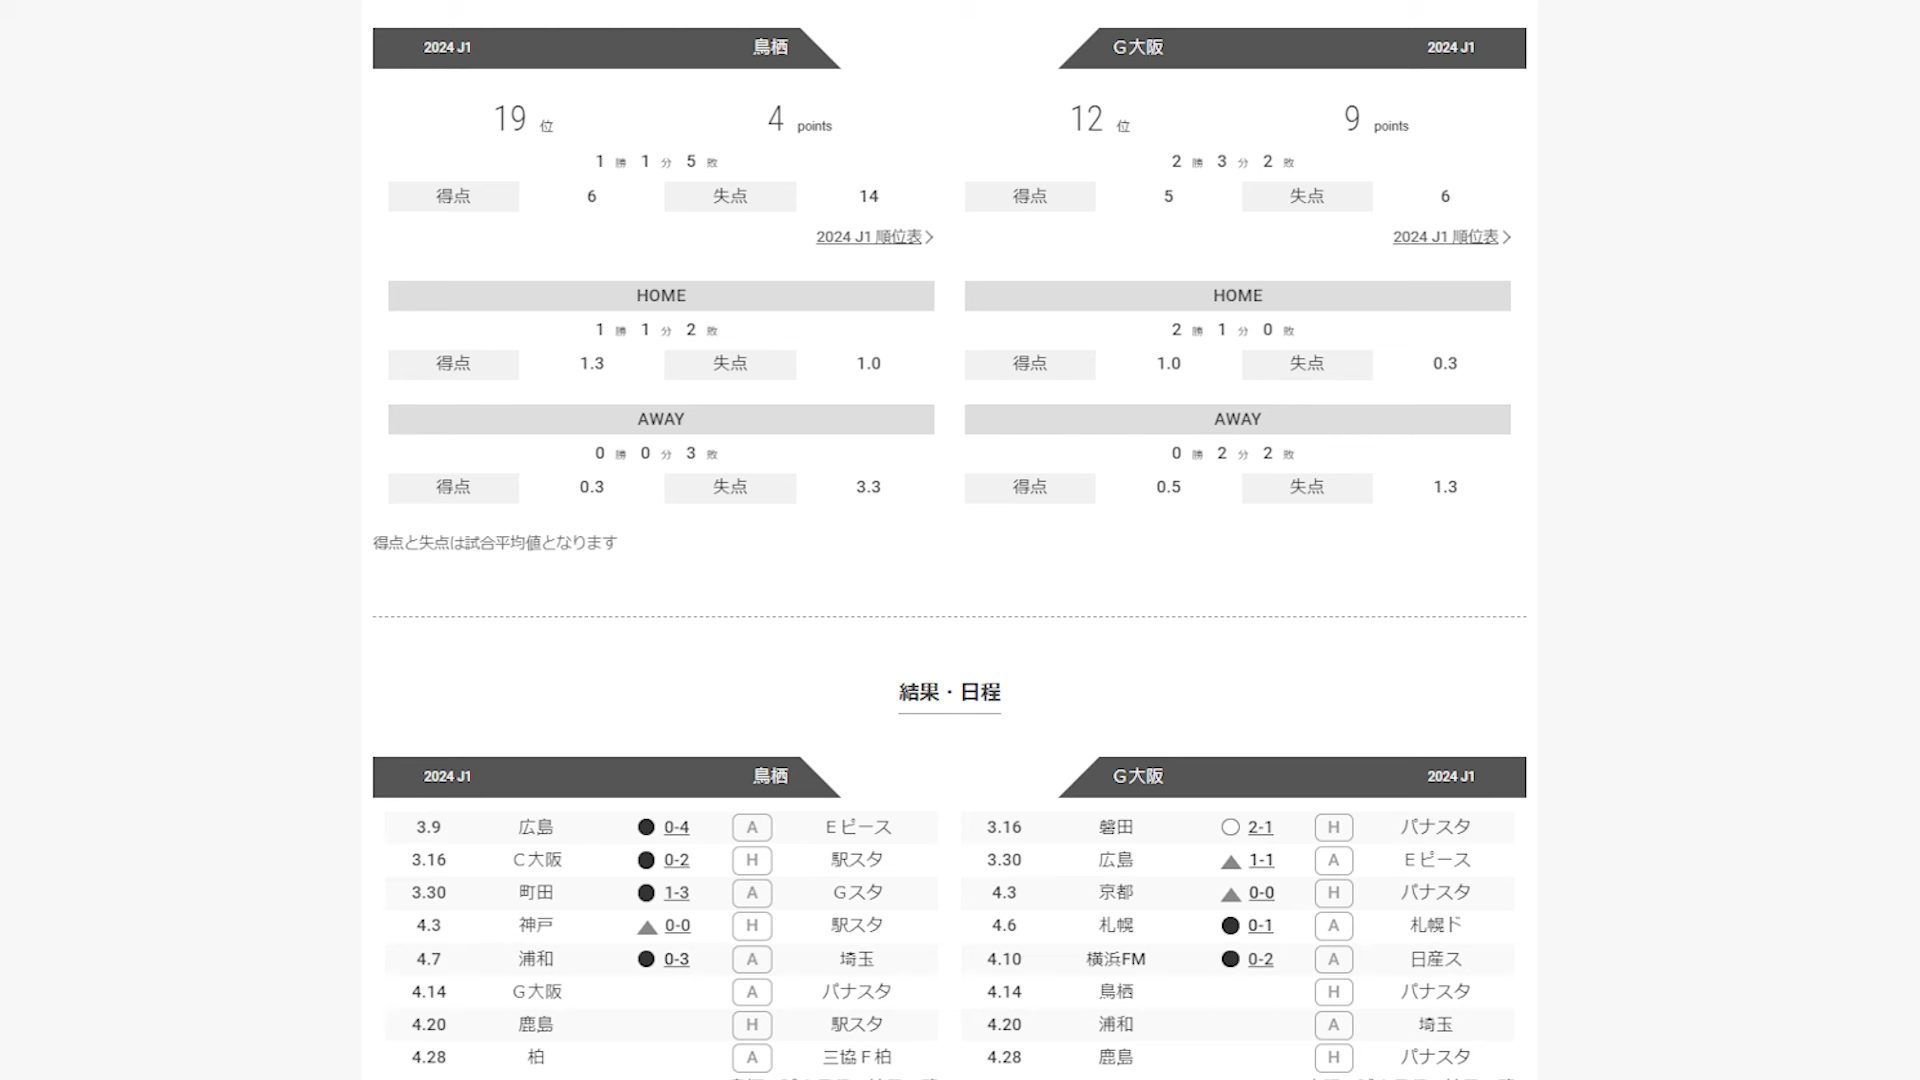 2024 J1 鳥栖 G大阪 2024 J1
19 位 4 points 12 位 9 points
1 勝 1 分 5 敗 2 勝 3 分 2 敗
得点 6 失点 14 得点 5 失点 6
2024 J1 順位表 2024 J1 順位表
HOME HOME
1 勝 1 分 2 敗 2 勝 1 分 0 敗
得点 1.3 失点 1.0 得点 1.0 失点 0.3
AWAY AWAY
0 勝 0 分 3 敗 0 勝 2 分 2 敗
得点 0.3 失点 3.3 得点 0.5 失点 1.3
得点と失点は試合平均値となります
結果・日程
2024 J1 鳥栖 G大阪 2024 J1
3.9 広島 ● 0-4 A Eピース 3.16 磐田 ○ 2-1 H パナスタ
3.16 C大阪 ● 0-2 H 駅スタ 3.30 広島 ▲ 1-1 A Eピース
3.30 町田 ● 1-3 A Gスタ 4.3 京都 ▲ 0-0 H パナスタ
4.3 神戸 ▲ 0-0 H 駅スタ 4.6 札幌 ● 0-1 A 札幌ド
4.7 浦和 ● 0-3 A 埼玉 4.10 横浜FM ● 0-2 A 日産ス
4.14 G大阪 A パナスタ 4.14 鳥栖 H パナスタ
4.20 鹿島 H 駅スタ 4.20 浦和 A 埼玉
4.28 柏 A 三協F柏 4.28 鹿島 H パナスタ